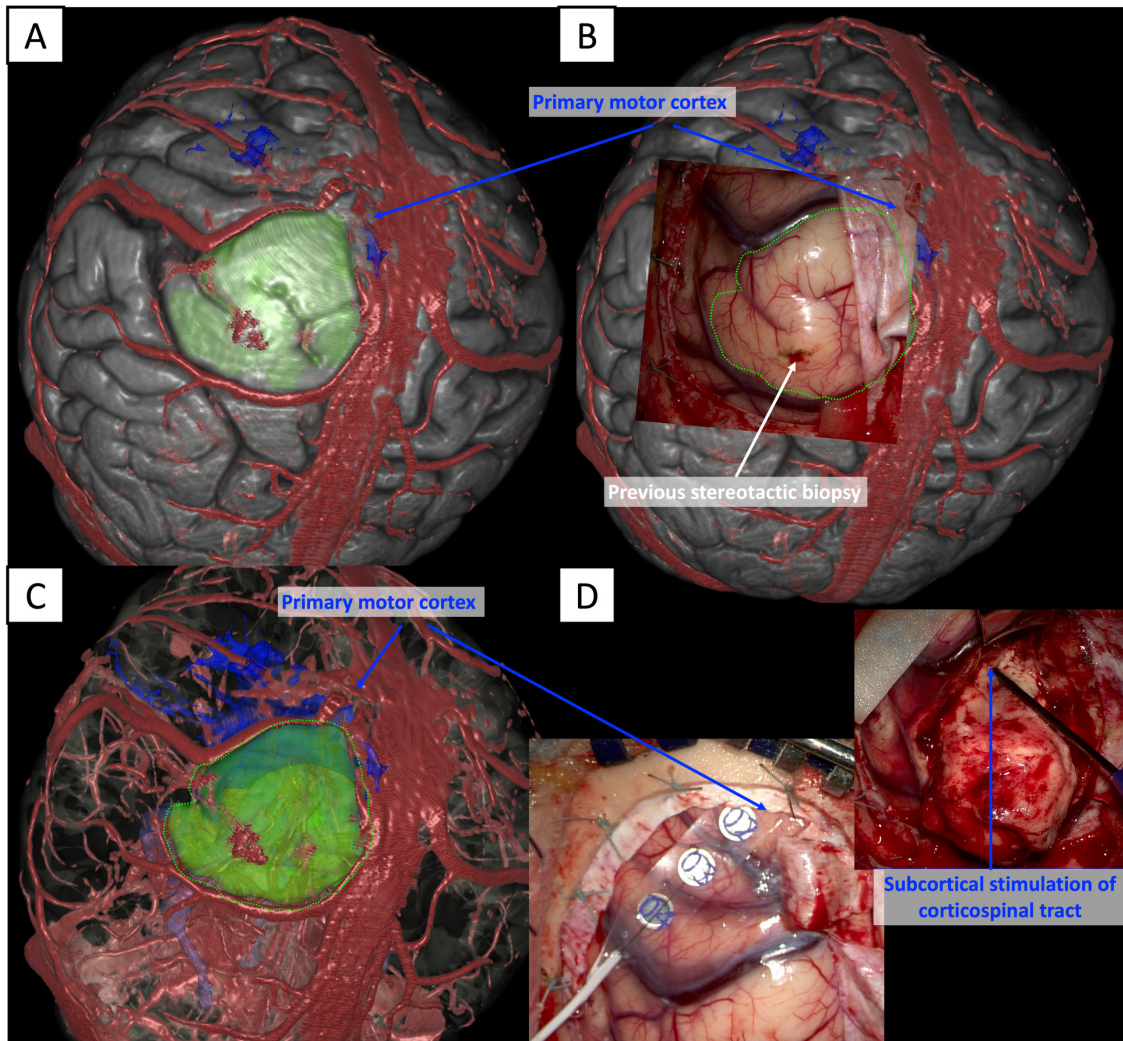 A
B
Primary motor cortex
Previous stereotactic biopsy
C
D
Primary motor cortex
Subcortical stimulation of
corticospinal tract